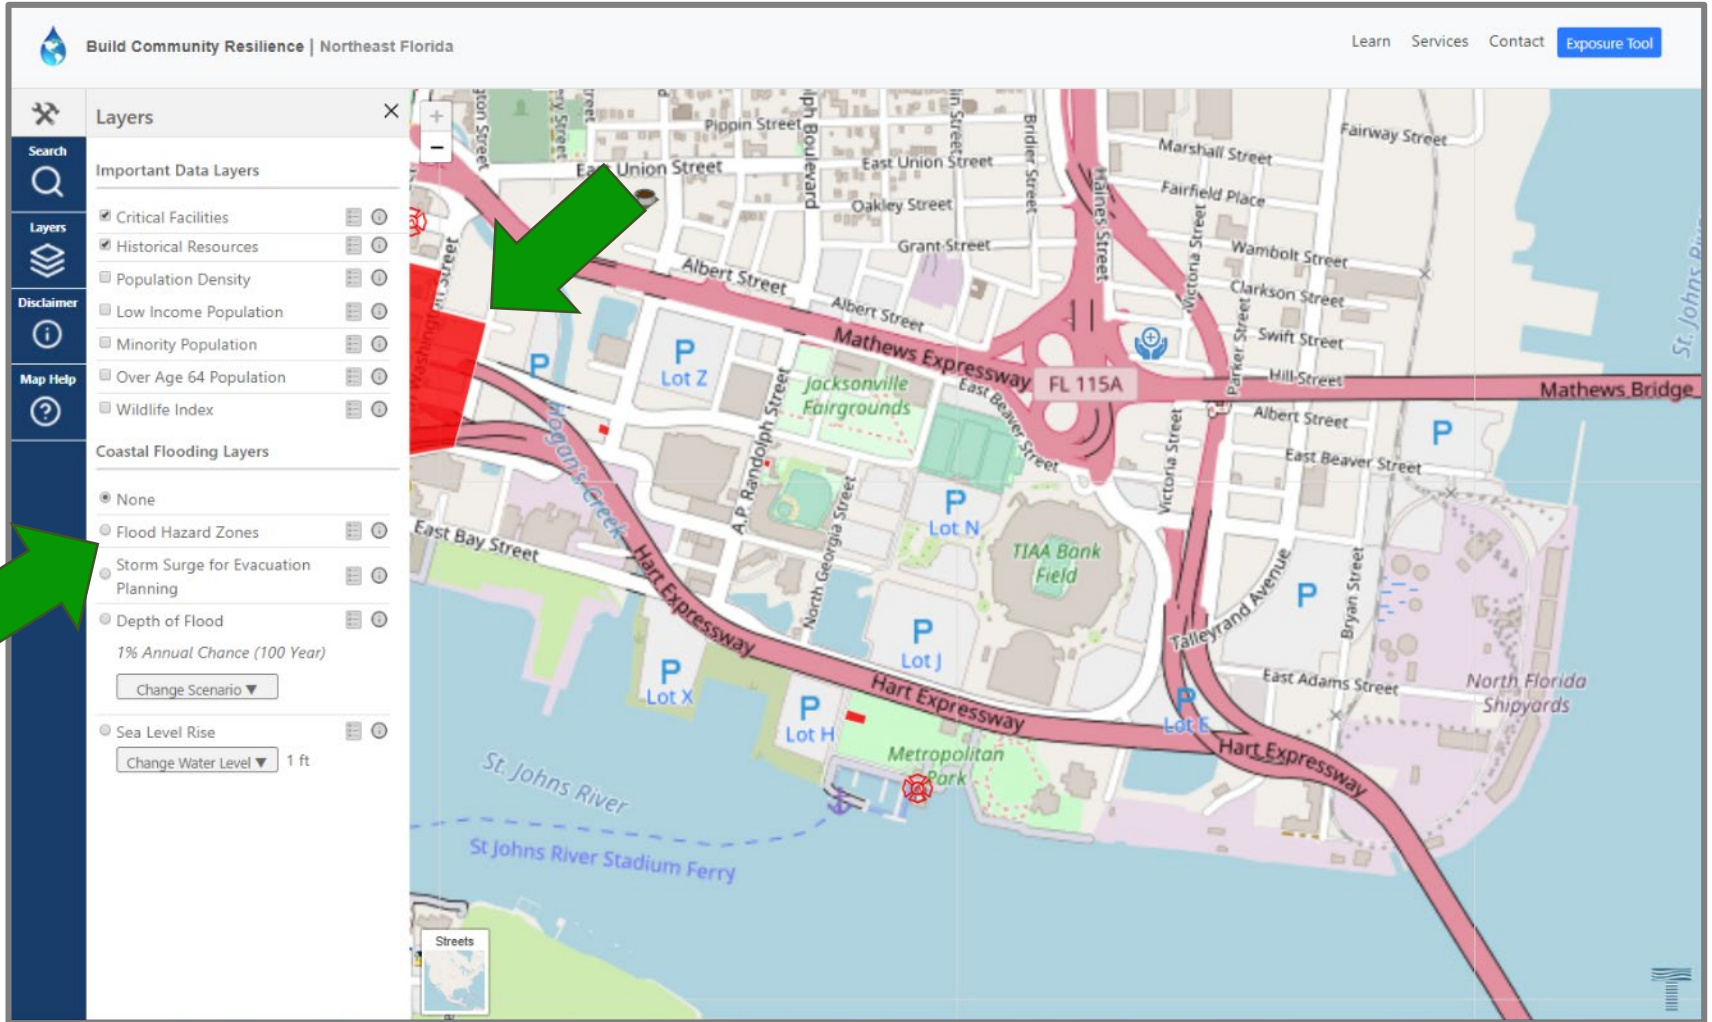 Build Community Resilience | Northeast Florida
Learn Services Contact Exposure Tool
Search
Layers
Disclaimer
Map Help
Layers
Important Data Layers
Critical Facilities
Historical Resources
Population Density
Low Income Population
Minority Population
Over Age 64 Population
Wildlife Index
Coastal Flooding Layers
None
Flood Hazard Zones
Storm Surge for Evacuation
Planning
Depth of Flood
1% Annual Chance (100 Year)
Change Scenario ▼
Sea Level Rise
Change Water Level ▼ 1 ft
+
−
Pippin Street
East Union Street
East Union Street
Oakley Street
Grant Street
Bridier Street
Haines Street
Marshall Street
Fairway Street
Fairfield Place
Victoria Street
Wambolt Street
Clarkson Street
Swift Street
Parker Street
Hill Street
Albert Street
Albert Street
Albert Street
Mathews Expressway
FL 115A
Mathews Bridge
P
P
Lot Z
Jacksonville
Fairgrounds
East Beaver Street
East Beaver Street
Victoria Street
P
A.P. Randolph Street
Hogan's Creek
North Georgia Street
P
Lot N
TIAA Bank
Field
East Bay Street
Hart Expressway
Talleyrand Avenue
P
Bryan Street
P
Lot J
P
Lot X
P
Lot H
Hart Expressway
P
Lot E
East Adams Street
North Florida
Shipyards
Hart Expressway
Metropolitan
Park
St. Johns River
St Johns River Stadium Ferry
Streets